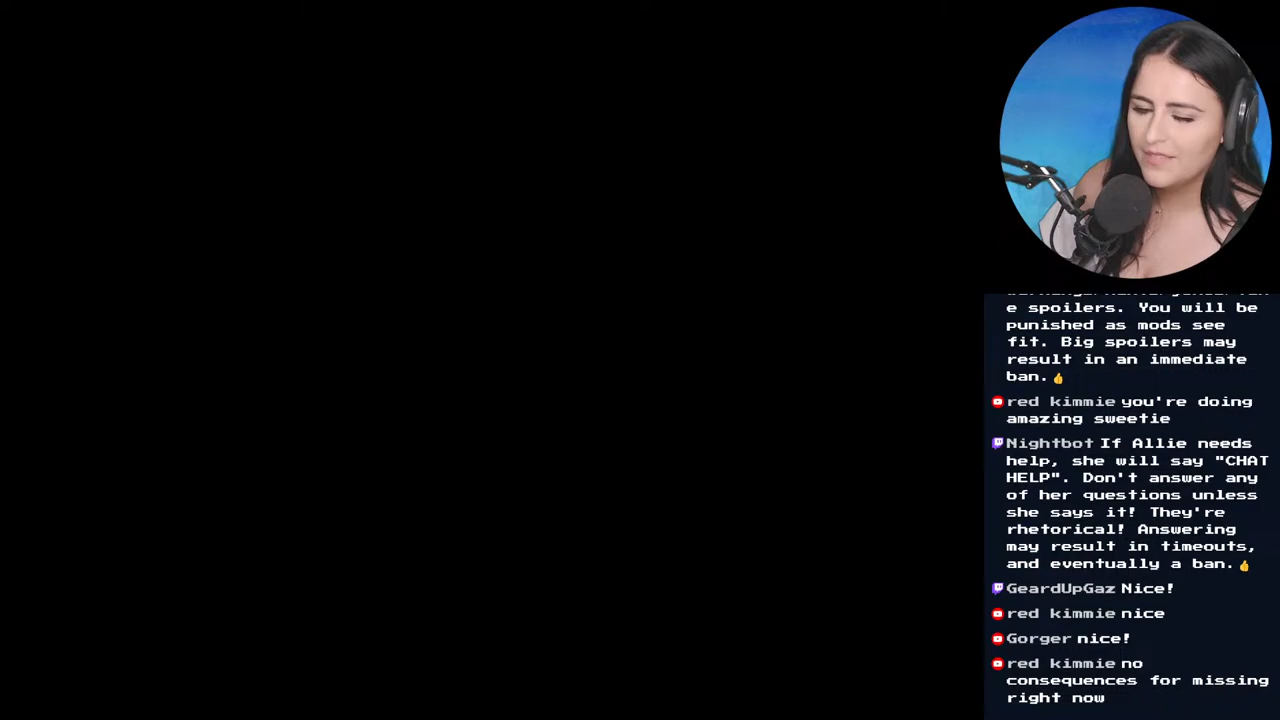 e spoilers. You will be
punished as mods see
fit. Big spoilers may
result in an immediate
ban.👍
red kimmie you're doing
amazing sweetie
Nightbot If Allie needs
help, she will say "CHAT
HELP". Don't answer any
of her questions unless
she says it! They're
rhetorical! Answering
may result in timeouts,
and eventually a ban.👍
GeardUpGaz Nice!
red kimmie nice
Gorger nice!
red kimmie no
consequences for missing
right now